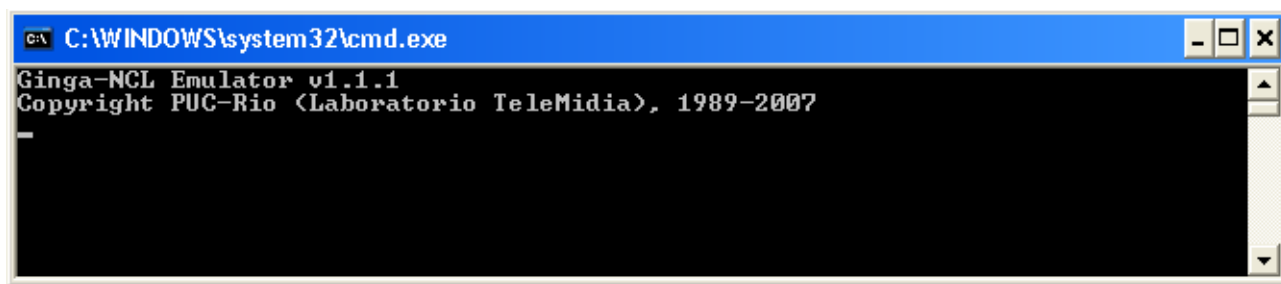 C:\WINDOWS\system32\cmd.exe
Ginga-NCL Emulator v1.1.1
Copyright PUC-Rio (Laboratorio TeleMidia), 1989-2007